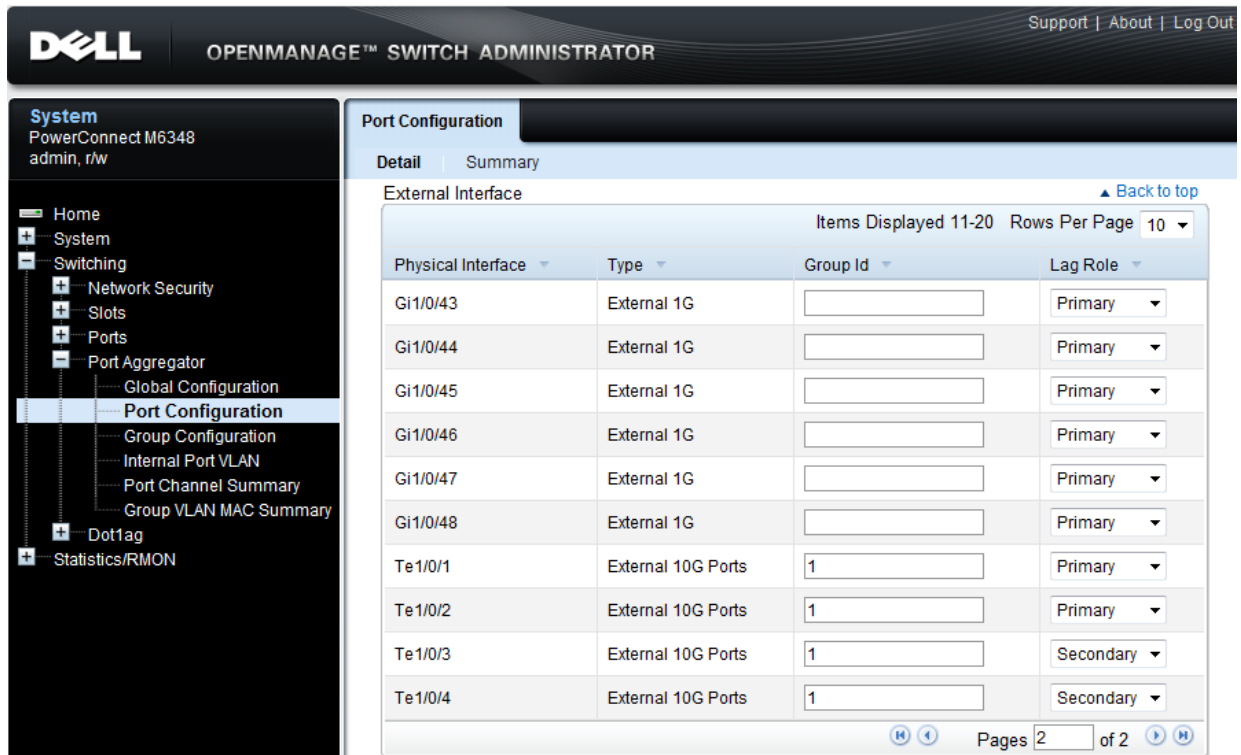 Support | About | Log Out
DELL OPENMANAGE™ SWITCH ADMINISTRATOR
System
PowerConnect M6348
admin, r/w
Home
System
Switching
Network Security
Slots
Ports
Port Aggregator
Global Configuration
Port Configuration
Group Configuration
Internal Port VLAN
Port Channel Summary
Group VLAN MAC Summary
Dot1ag
Statistics/RMON
Port Configuration
Detail Summary
External Interface Back to top
Items Displayed 11-20 Rows Per Page 10
Physical Interface Type Group Id Lag Role
Gi1/0/43 External 1G Primary
Gi1/0/44 External 1G Primary
Gi1/0/45 External 1G Primary
Gi1/0/46 External 1G Primary
Gi1/0/47 External 1G Primary
Gi1/0/48 External 1G Primary
Te1/0/1 External 10G Ports 1 Primary
Te1/0/2 External 10G Ports 1 Primary
Te1/0/3 External 10G Ports 1 Secondary
Te1/0/4 External 10G Ports 1 Secondary
Pages 2 of 2